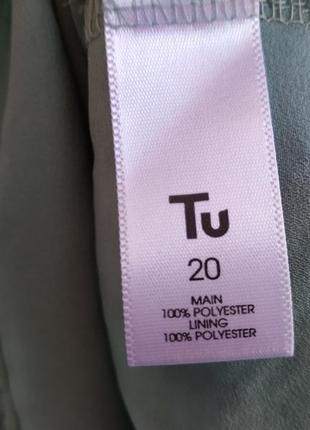 Tu
20
MAIN
100% POLYESTER
LINING
100% POLYESTER